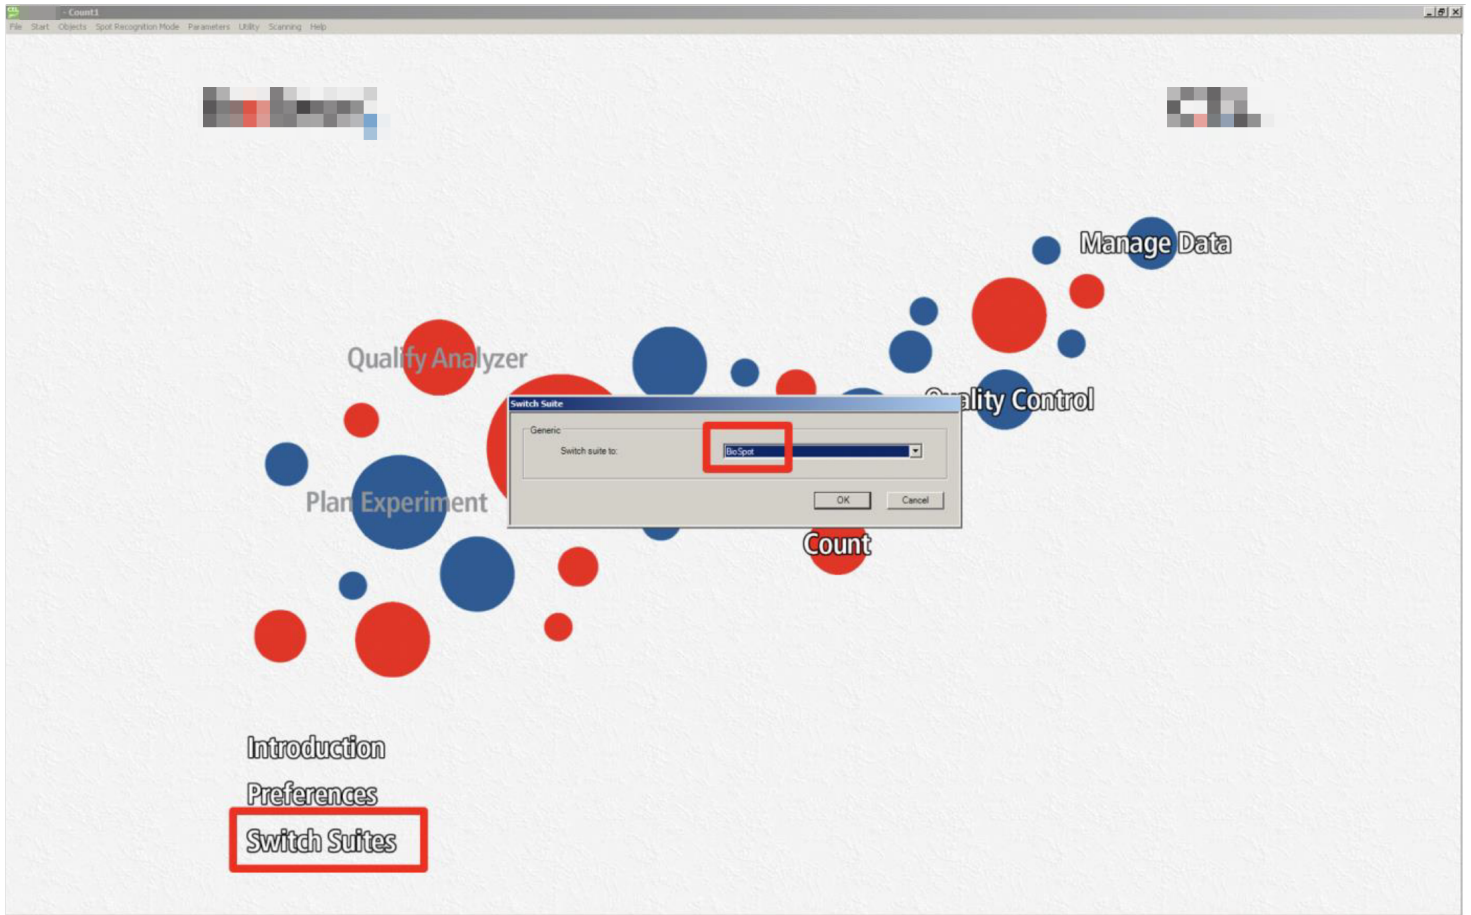 - Count1
File Start Objects Spot Recognition Mode Parameters Utility Scanning Help
Manage Data
Qualify Analyzer
Quality Control
Switch Suite
Generic
Switch suite to:
BioSpot
OK Cancel
Plan Experiment
Count
Introduction
Preferences
Switch Suites